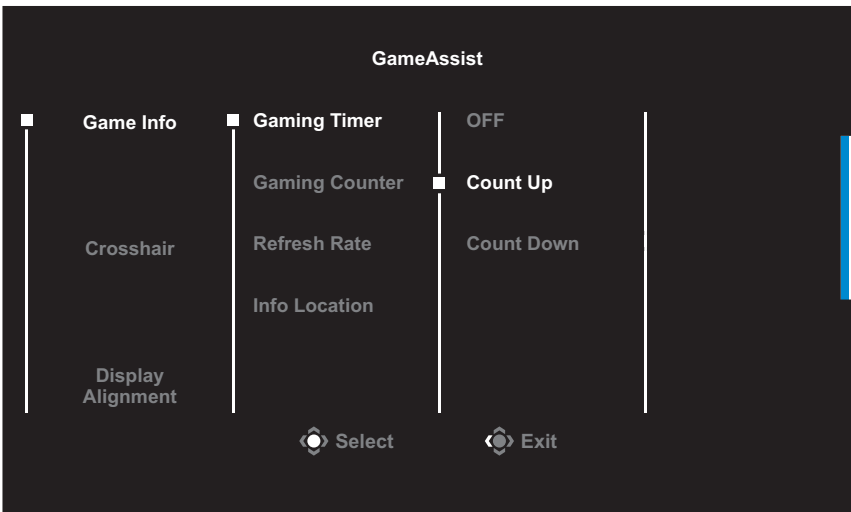 GameAssist
Game Info
Gaming Timer
OFF
Gaming Counter
Count Up
Crosshair
Refresh Rate
Count Down
Info Location
Display
Alignment
Select
Exit